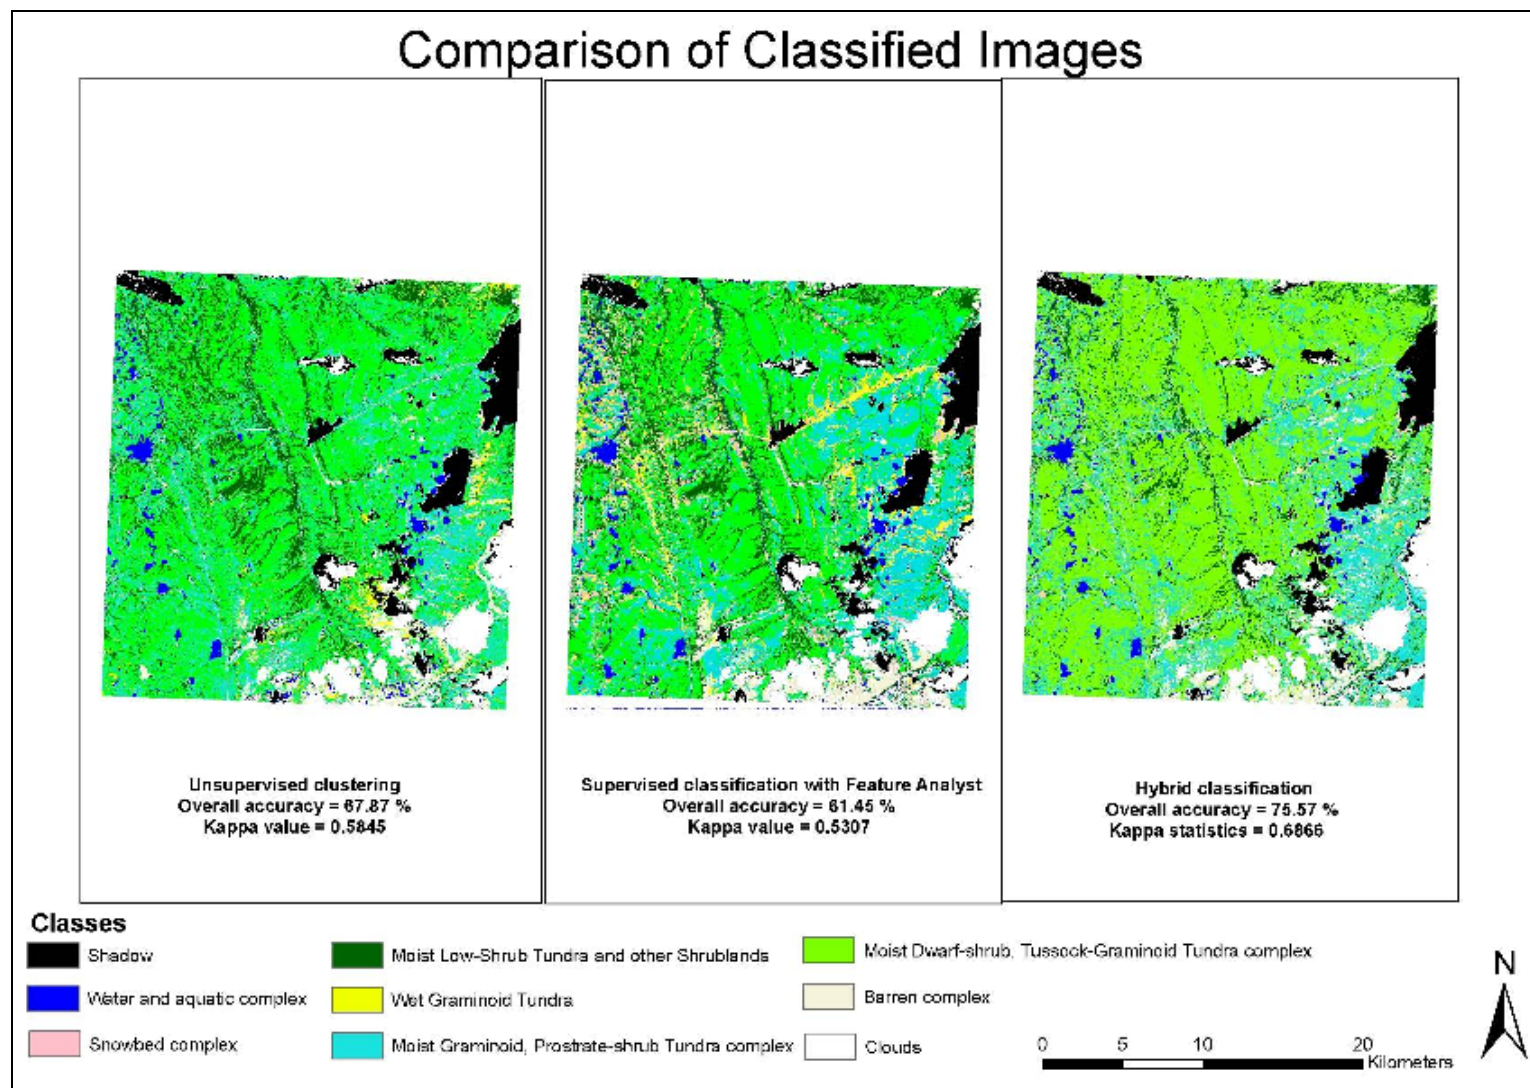 Comparison of Classified Images
Unsupervised clustering
Overall accuracy = 67.87 %
Kappa value = 0.5845
Supervised classification with Feature Analyst
Overall accuracy = 61.45 %
Kappa value = 0.5307
Hybrid classification
Overall accuracy = 75.57 %
Kappa statistics = 0.6866
Classes
Shadow
Water and aquatic complex
Snowbed complex
Moist Low-Shrub Tundra and other Shrublands
Wet Graminoid Tundra
Moist Graminoid, Prostrate-shrub Tundra complex
Moist Dwarf-shrub, Tussock-Graminoid Tundra complex
Barren complex
Clouds
0 5 10 20
Kilometers
N